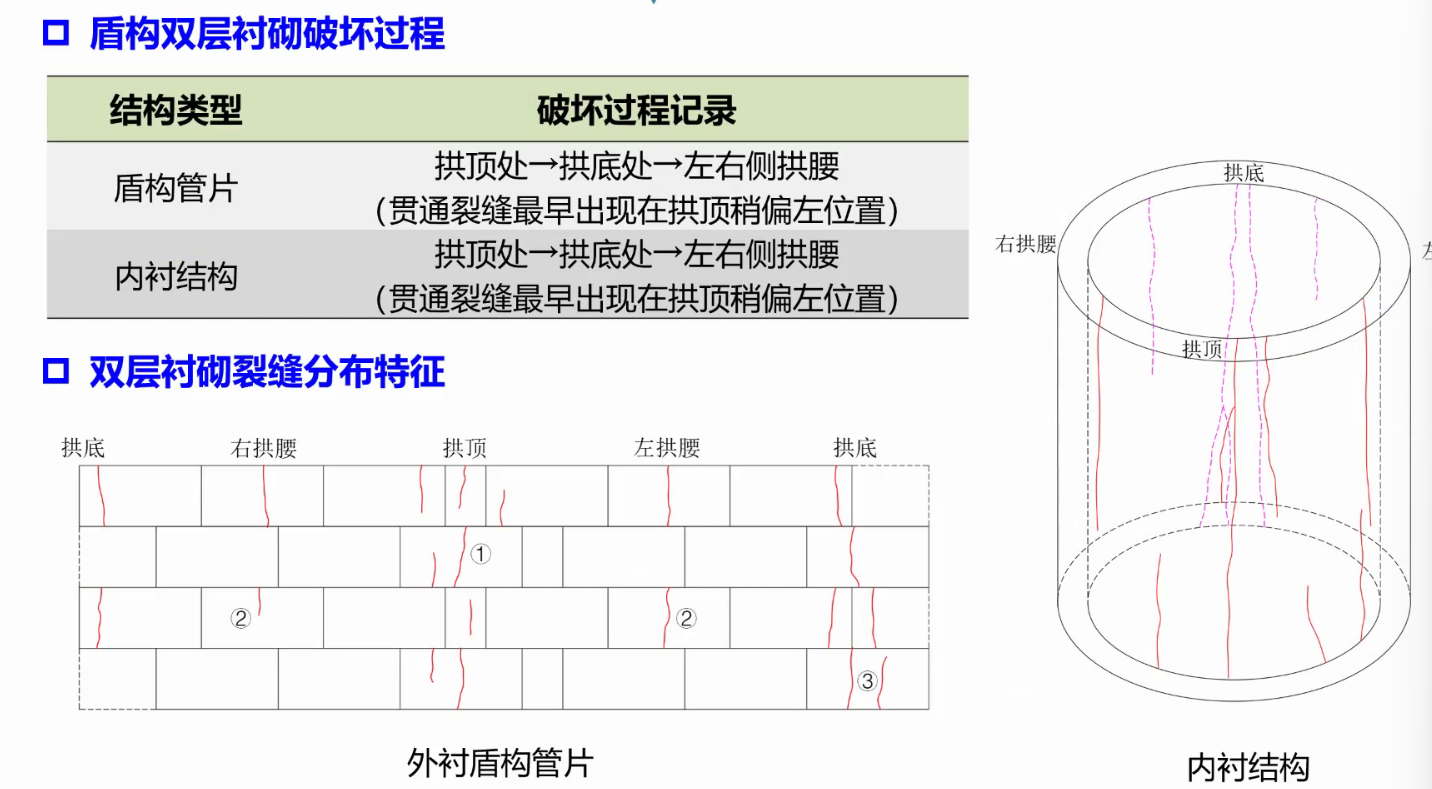 盾构双层衬砌破坏过程
结构类型 破坏过程记录
盾构管片
拱顶处→拱底处→左右侧拱腰
（贯通裂缝最早出现在拱顶稍偏左位置）
内衬结构
拱顶处→拱底处→左右侧拱腰
（贯通裂缝最早出现在拱顶稍偏左位置）
双层衬砌裂缝分布特征
拱底 右拱腰 拱顶 左拱腰 拱底
①
② ②
③
外衬盾构管片
拱底
右拱腰
拱顶
内衬结构